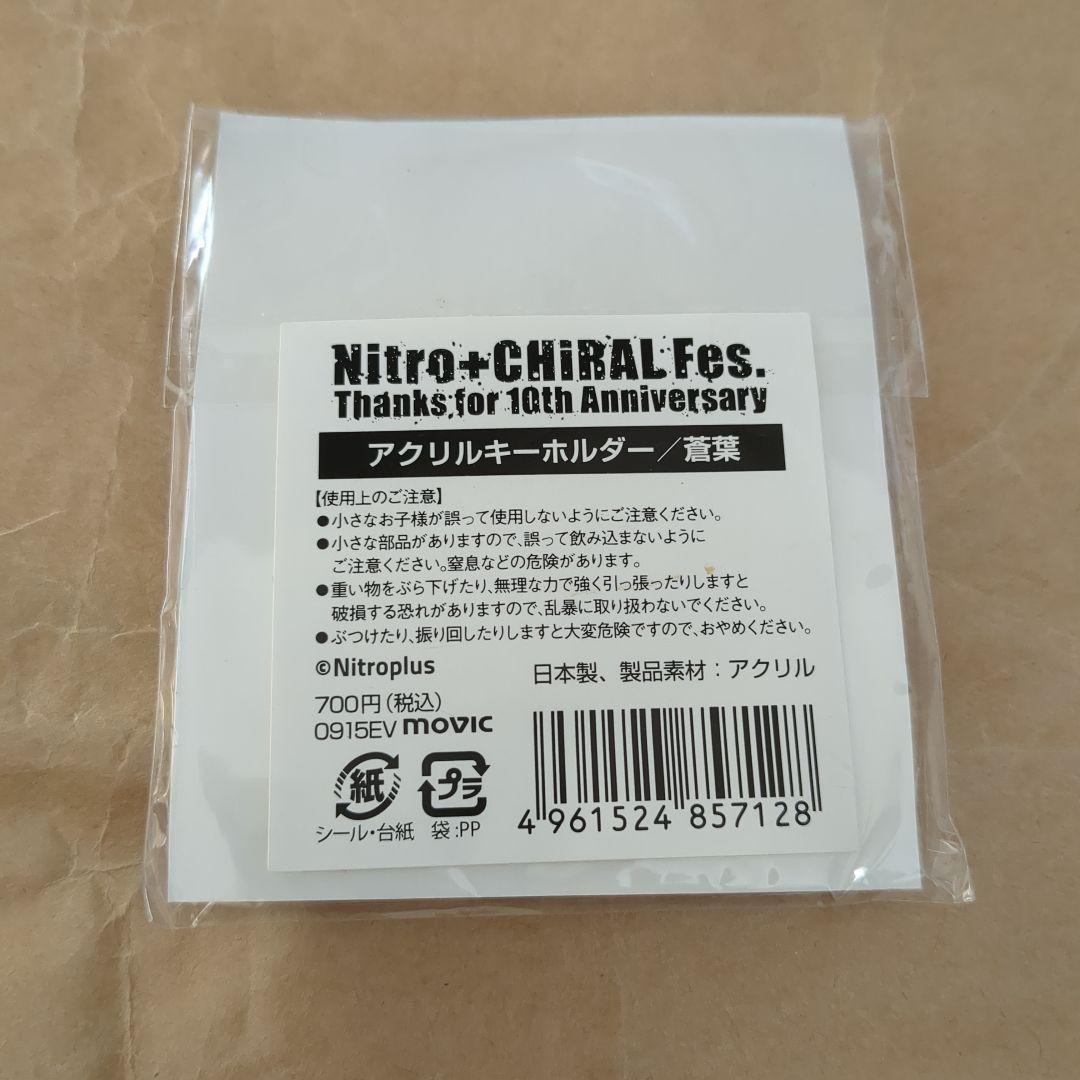 Nitro+CHiRAL Fes.
Thanks for 10th Anniversary
アクリルキーホルダー／蒼葉
【使用上のご注意】
●小さなお子様が誤って使用しないようにご注意ください。
●小さな部品がありますので、誤って飲み込まないように
ご注意ください。窒息などの危険があります。
●重い物をぶら下げたり、無理な力で強く引っ張ったりしますと
破損する恐れがありますので、乱暴に取り扱わないでください。
●ぶつけたり、振り回したりしますと大変危険ですので、おやめください。
©Nitroplus
日本製、製品素材：アクリル
700円（税込）
0915EV movic
紙
プラ
シール・台紙 袋:PP
4 961524 857128